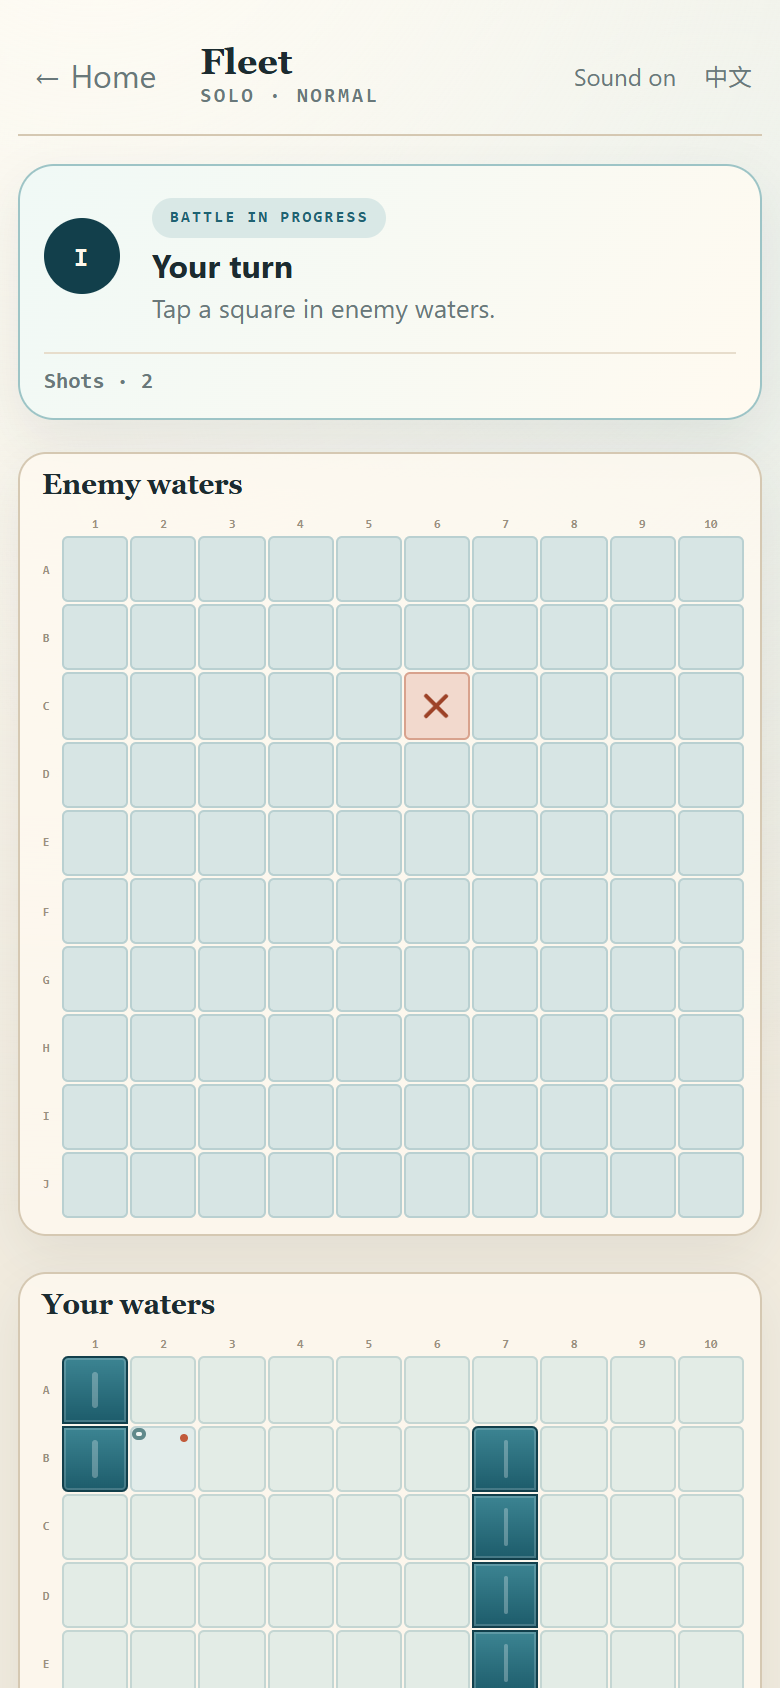 ← Home
Fleet
SOLO · NORMAL
Sound on
中文
I
BATTLE IN PROGRESS
Your turn
Tap a square in enemy waters.
Shots · 2
Enemy waters
1 2 3 4 5 6 7 8 9 10
A
B
C
D
E
F
G
H
I
J
Your waters
1 2 3 4 5 6 7 8 9 10
A
B
C
D
E